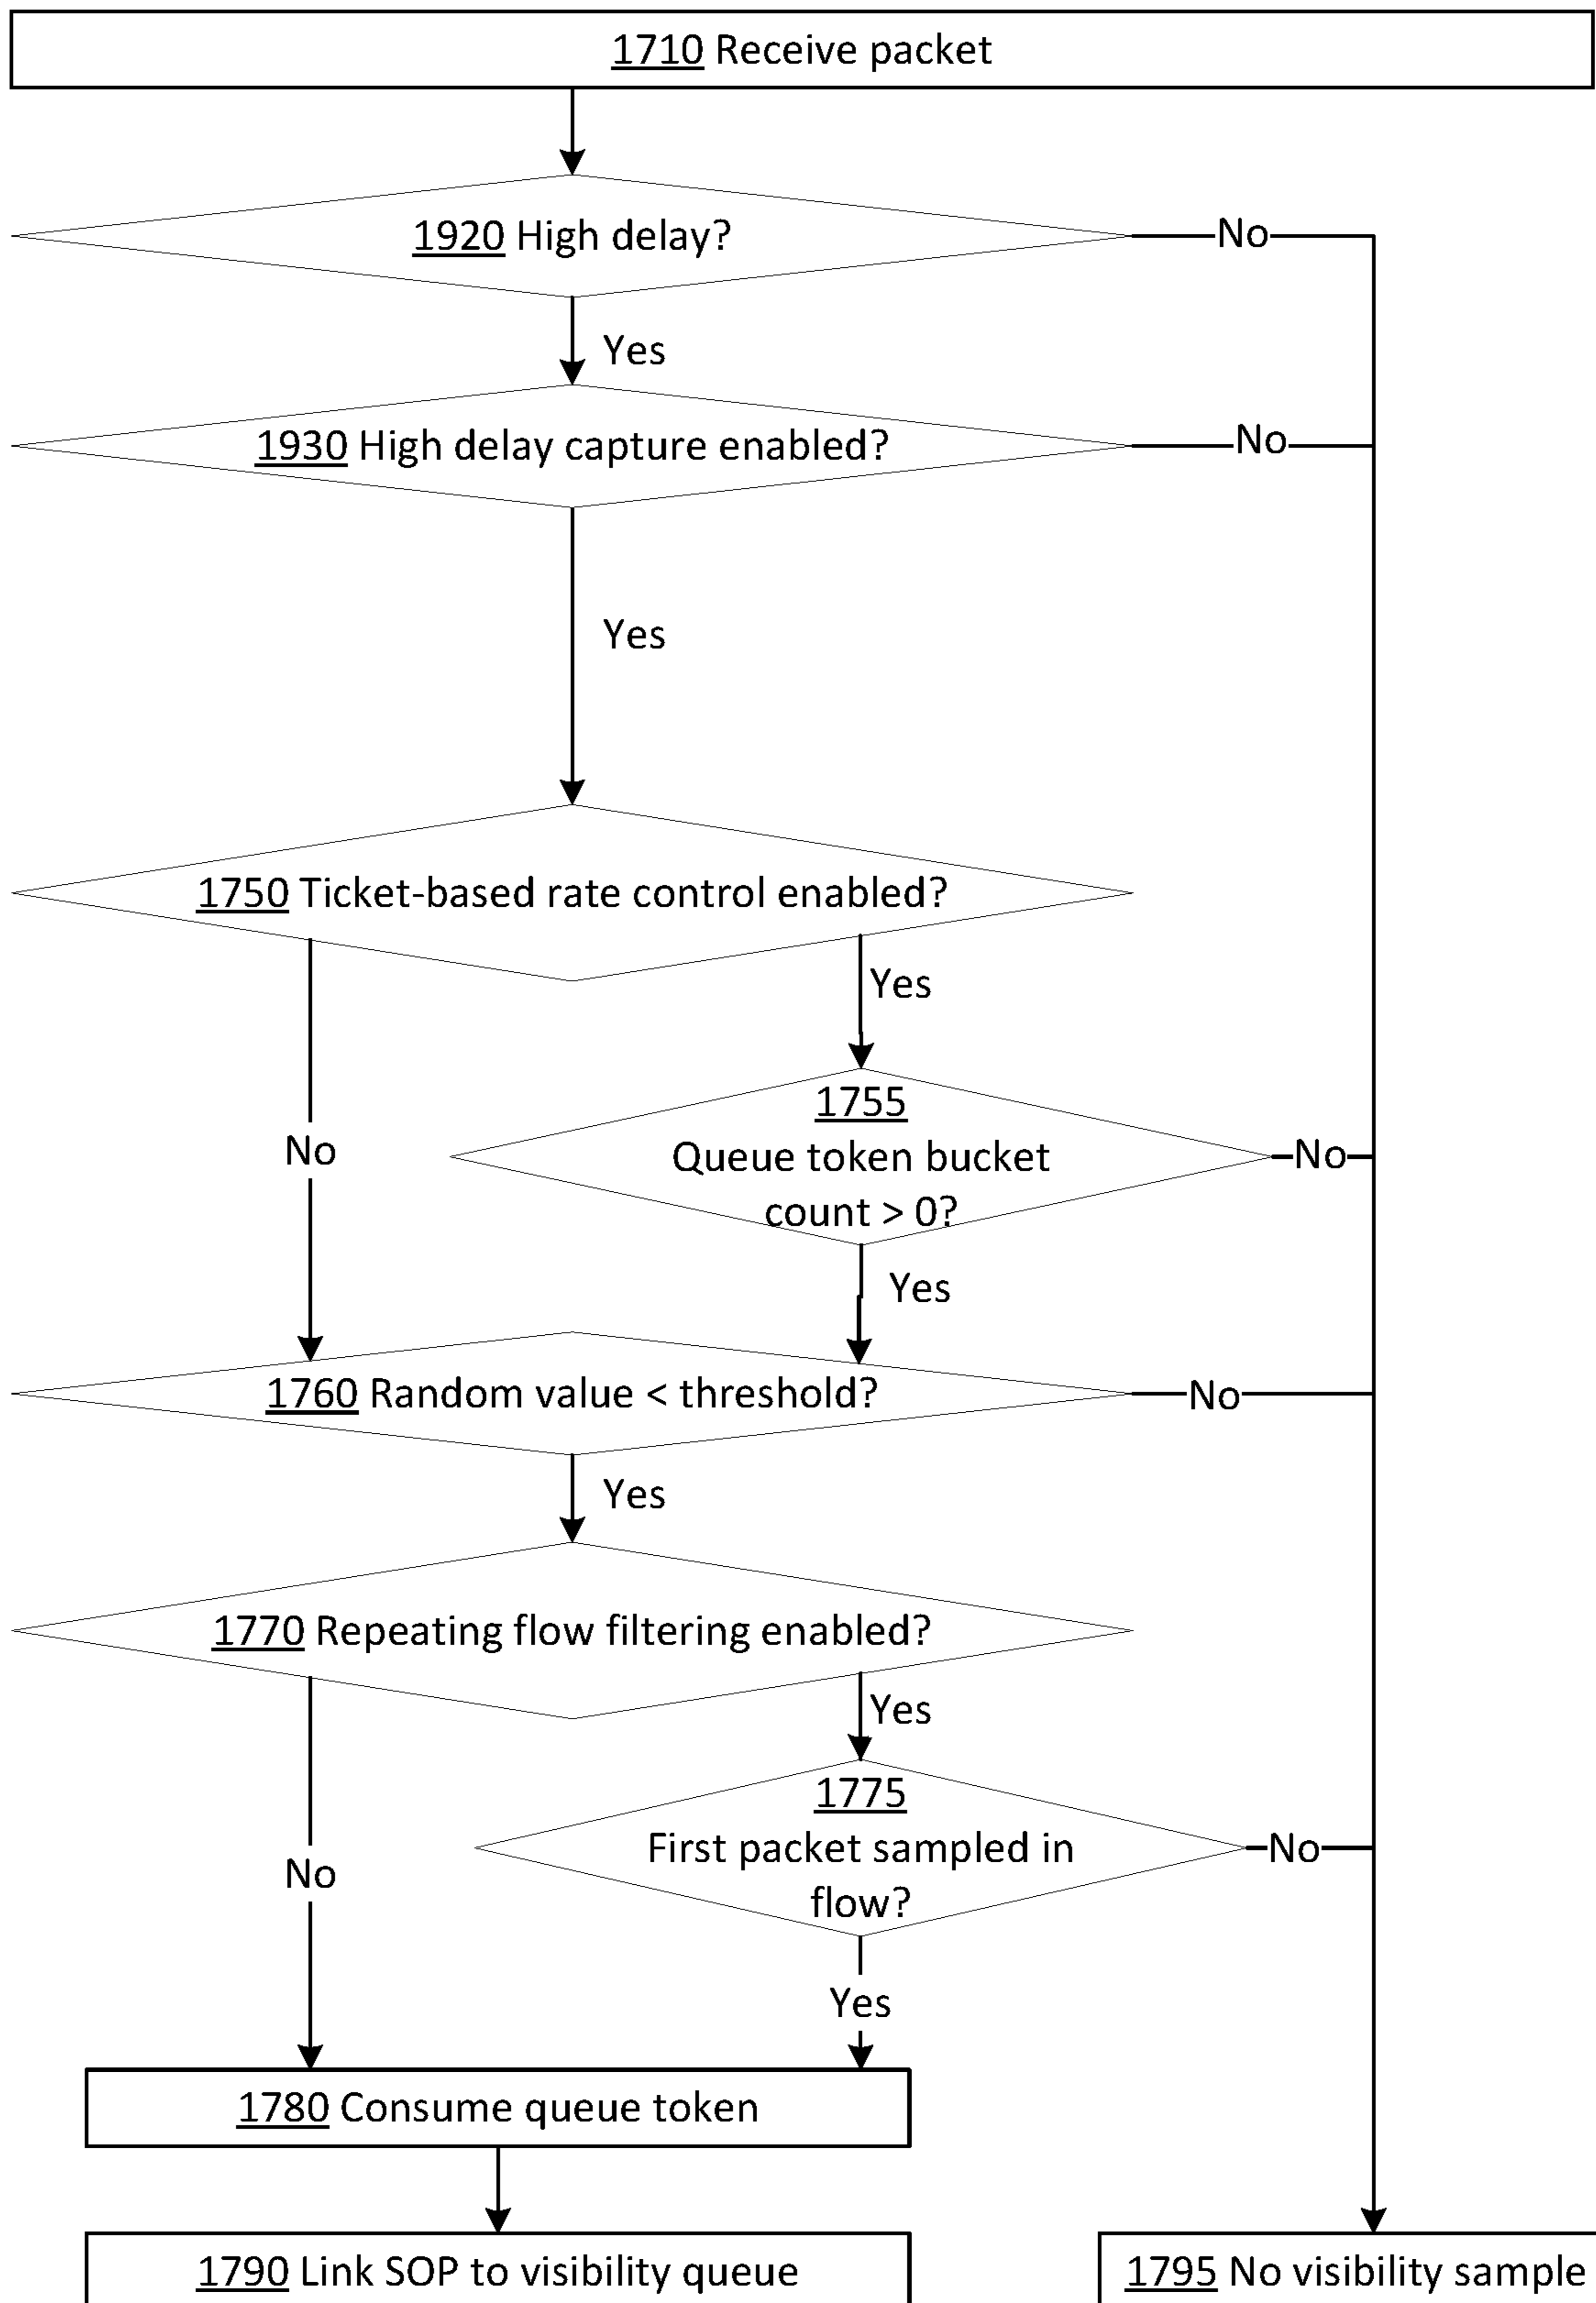 1710 Receive packet
1920 High delay?
No
Yes
1930 High delay capture enabled?
No
Yes
1750 Ticket-based rate control enabled?
Yes
No
1755
Queue token bucket
count > 0?
No
Yes
1760 Random value < threshold?
No
Yes
1770 Repeating flow filtering enabled?
Yes
No
1775
First packet sampled in
flow?
No
Yes
1780 Consume queue token
1790 Link SOP to visibility queue
1795 No visibility sample